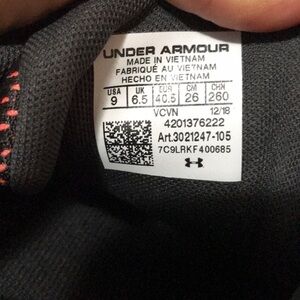 UNDER ARMOUR
MADE IN VIETNAM
FABRIQUÉ AU VIETNAM
HECHO EN VIETNAM
USA UK EUR CM CHN
9 6.5 40.5 26 260
VCVN 12/18
4201376222
Art.3021247-105
7C9LRKF400685